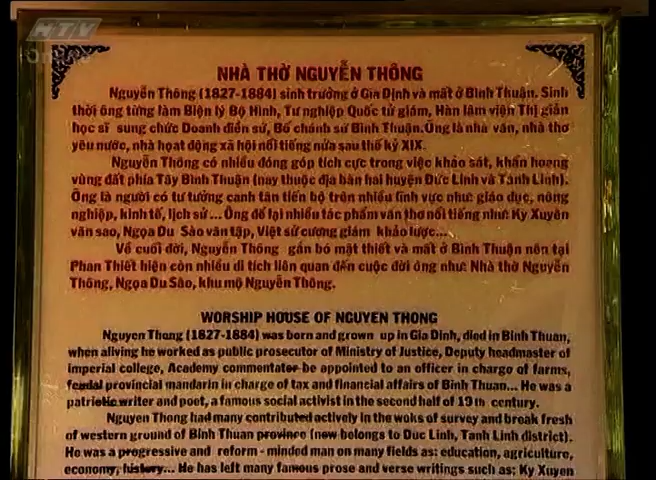 HTV
Online
NHÀ THỜ NGUYỄN THÔNG
Nguyễn Thông (1827-1884) sinh trưởng ở Gia Định và mất ở Bình Thuận. Sinh
thời ông từng làm Biện lý Bộ Hình, Tư nghiệp Quốc tử giám, Hàn lâm viện Thị giản
học sĩ sung chức Doanh điền sứ, Bố chánh sứ Bình Thuận. Ông là nhà văn, nhà thơ
yêu nước, nhà hoạt động xã hội nổi tiếng nửa sau thế kỷ XIX.
Nguyễn Thông có nhiều đóng góp tích cực trong việc khảo sát, khẩn hoang
vùng đất phía Tây Bình Thuận (nay thuộc địa bàn hai huyện Đức Linh và Tánh Linh).
Ông là người có tư tưởng canh tân tiến bộ trên nhiều lĩnh vực như: giáo dục, nông
nghiệp, kinh tế, lịch sử ... Ông để lại nhiều tác phẩm văn thơ nổi tiếng như: Kỳ Xuyên
văn sao, Ngọa Du Sào văn tập, Việt sử cương giám khảo lược...
Về cuối đời, Nguyễn Thông gắn bó mật thiết và mất ở Bình Thuận nên tại
Phan Thiết hiện còn nhiều di tích liên quan đến cuộc đời ông như: Nhà thờ Nguyễn
Thông, Ngọa Du Sào, khu mộ Nguyễn Thông.
WORSHIP HOUSE OF NGUYEN THONG
Nguyen Thong (1827-1884) was born and grown up in Gia Dinh, died in Binh Thuan,
when aliving he worked as public prosecutor of Ministry of Justice, Deputy headmaster of
imperial college, Academy commentater be appointed to an officer in chargo of farms,
feudal provincial mandarin in charge of tax and financial affairs of Binh Thuan... He was a
patriotic writer and poet, a famous social activist in the second half of 19th century.
Nguyen Thong had many contributed actively in the woks of survey and break fresh
of western ground of Binh Thuan province (now belongs to Duc Linh, Tanh Linh district).
He was a progressive and reform - minded man on many fields as: education, agriculture,
economy, history... He has left many famous prose and verse writings such as: Ky Xuyen